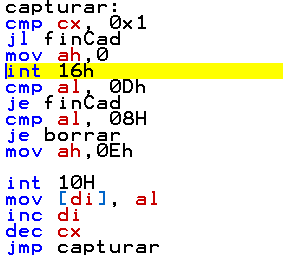 capturar:
cmp cx, 0x1
jl finCad
mov ah,0
int 16h
cmp al, 0Dh
je finCad
cmp al, 08H
je borrar
mov ah,0Eh
int 10H
mov [di], al
inc di
dec cx
jmp capturar